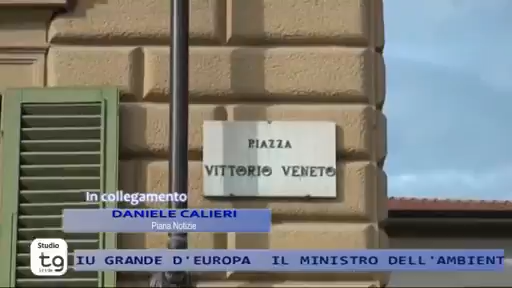 PIAZZA
VITTORIO VENETO
In collegamento
DANIELE CALIERI
Piana Notizie
Studio
tg
IU GRANDE D'EUROPA IL MINISTRO DELL'AMBIENT